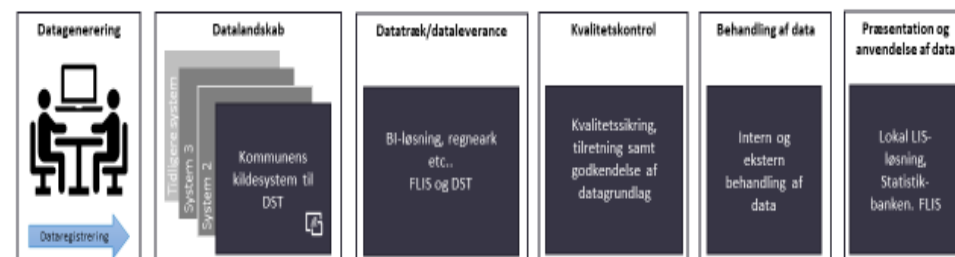 Datagenerering
Dataregistrering
Datalandskab
Tidligere system
System 3
System 2
Kommunens
kildesystem til
DST
Datatræk/dataleverance
BI-løsning, regneark
etc..
FLIS og DST
Kvalitetskontrol
Kvalitetssikring,
tilretning samt
godkendelse af
datagrundlag
Behandling af data
Intern og
ekstern
behandling af
data
Præsentation og
anvendelse af data
Lokal LIS-
løsning,
Statistik-
banken. FLIS